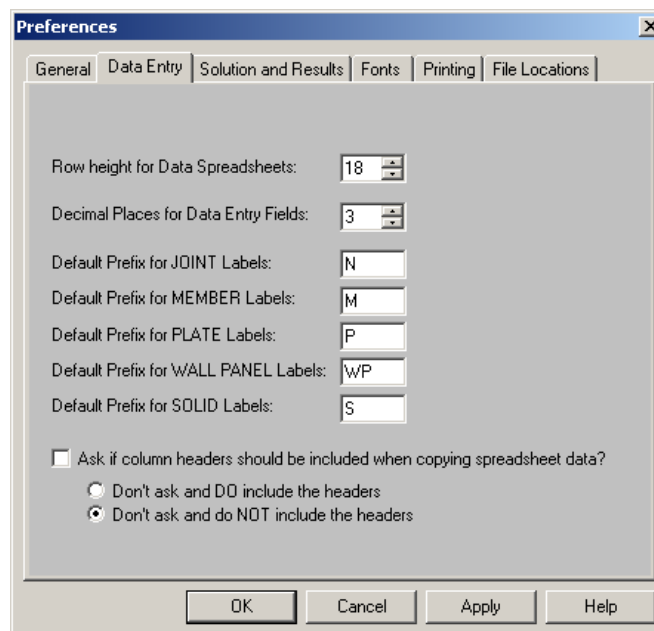 Preferences
General Data Entry Solution and Results Fonts Printing File Locations
Row height for Data Spreadsheets: 18
Decimal Places for Data Entry Fields: 3
Default Prefix for JOINT Labels: N
Default Prefix for MEMBER Labels: M
Default Prefix for PLATE Labels: P
Default Prefix for WALL PANEL Labels: WP
Default Prefix for SOLID Labels: S
Ask if column headers should be included when copying spreadsheet data?
Don't ask and DO include the headers
Don't ask and do NOT include the headers
OK Cancel Apply Help